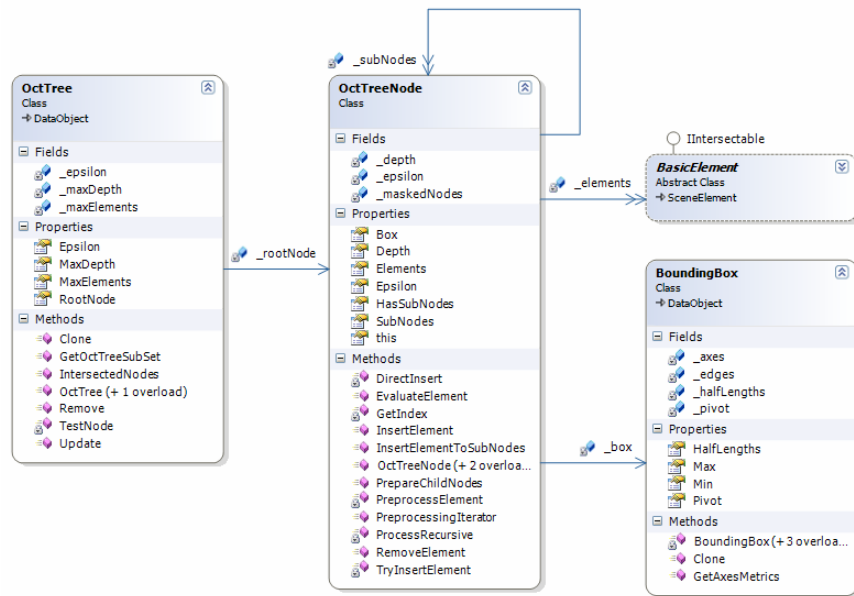 OctTree
Class
DataObject
Fields
_epsilon
_maxDepth
_maxElements
Properties
Epsilon
MaxDepth
MaxElements
RootNode
Methods
Clone
GetOctTreeSubSet
IntersectedNodes
OctTree (+ 1 overload)
Remove
TestNode
Update
_rootNode
_subNodes
OctTreeNode
Class
Fields
_depth
_epsilon
_maskedNodes
Properties
Box
Depth
Elements
Epsilon
HasSubNodes
SubNodes
this
Methods
DirectInsert
EvaluateElement
GetIndex
InsertElement
InsertElementToSubNodes
OctTreeNode (+ 2 overloa...
PrepareChildNodes
PreprocessElement
PreprocessingIterator
ProcessRecursive
RemoveElement
TryInsertElement
_elements
_box
IIntersectable
BasicElement
Abstract Class
SceneElement
BoundingBox
Class
DataObject
Fields
_axes
_edges
_halfLengths
_pivot
Properties
HalfLengths
Max
Min
Pivot
Methods
BoundingBox (+ 3 overloa...
Clone
GetAxesMetrics